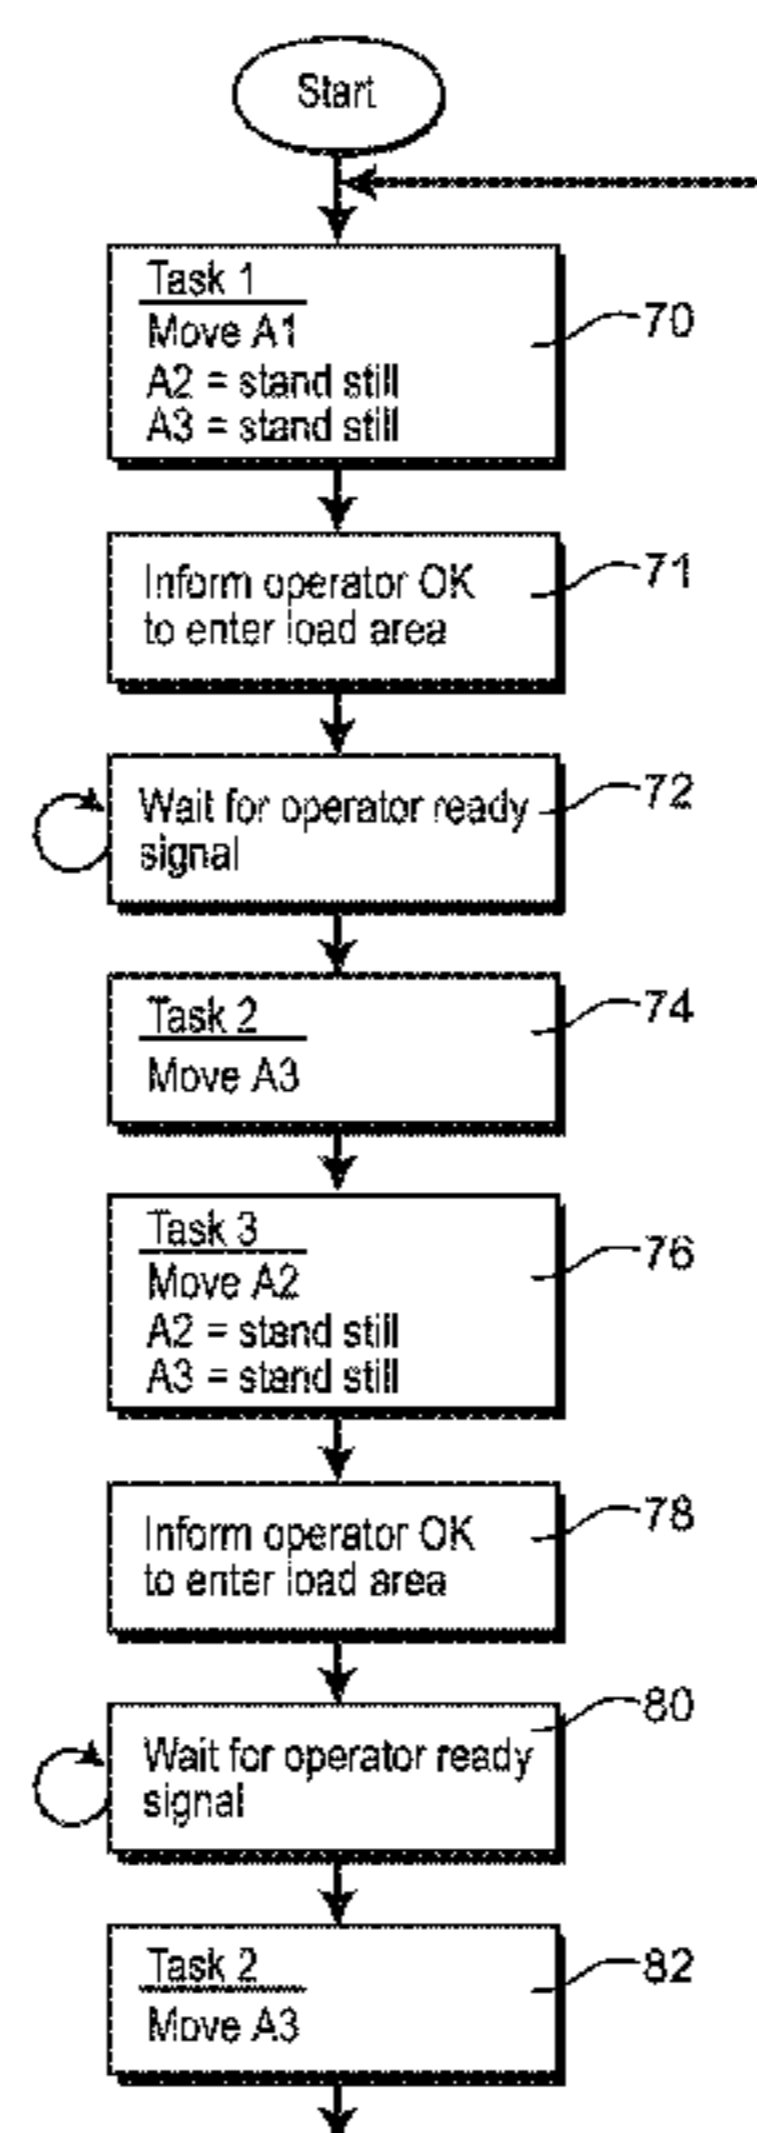 Start
Task 1
Move A1
A2 = stand still
A3 = stand still
70
Inform operator OK
to enter load area
71
Wait for operator ready
signal
72
Task 2
Move A3
74
Task 3
Move A2
A2 = stand still
A3 = stand still
76
Inform operator OK
to enter load area
78
Wait for operator ready
signal
80
Task 2
Move A3
82